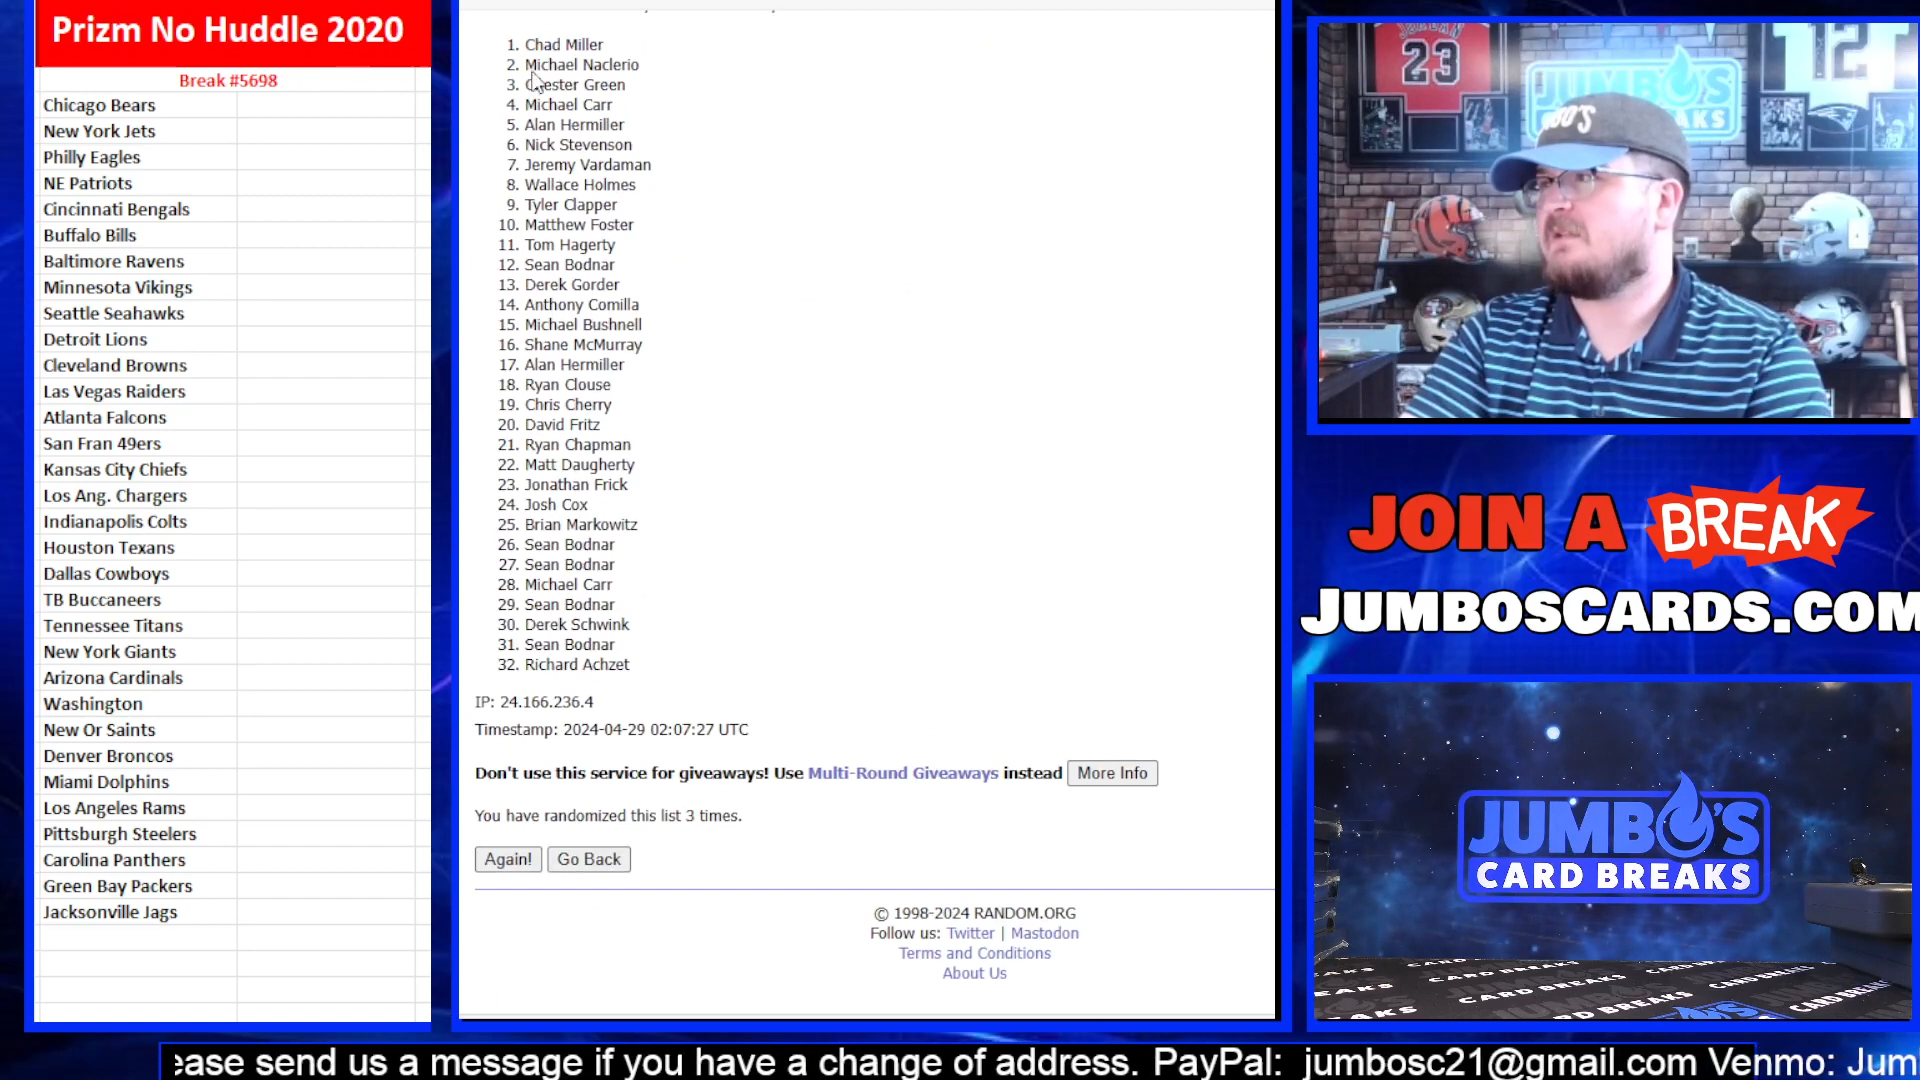 Prizm No Huddle 2020
Break #5698
Chicago Bears
New York Jets
Philly Eagles
NE Patriots
Cincinnati Bengals
Buffalo Bills
Baltimore Ravens
Minnesota Vikings
Seattle Seahawks
Detroit Lions
Cleveland Browns
Las Vegas Raiders
Atlanta Falcons
San Fran 49ers
Kansas City Chiefs
Los Ang. Chargers
Indianapolis Colts
Houston Texans
Dallas Cowboys
TB Buccaneers
Tennessee Titans
New York Giants
Arizona Cardinals
Washington
New Or Saints
Denver Broncos
Miami Dolphins
Los Angeles Rams
Pittsburgh Steelers
Carolina Panthers
Green Bay Packers
Jacksonville Jags
1. Chad Miller
2. Michael Naclerio
3. Chester Green
4. Michael Carr
5. Alan Hermiller
6. Nick Stevenson
7. Jeremy Vardaman
8. Wallace Holmes
9. Tyler Clapper
10. Matthew Foster
11. Tom Hagerty
12. Sean Bodnar
13. Derek Gorder
14. Anthony Comilla
15. Michael Bushnell
16. Shane McMurray
17. Alan Hermiller
18. Ryan Clouse
19. Chris Cherry
20. David Fritz
21. Ryan Chapman
22. Matt Daugherty
23. Jonathan Frick
24. Josh Cox
25. Brian Markowitz
26. Sean Bodnar
27. Sean Bodnar
28. Michael Carr
29. Sean Bodnar
30. Derek Schwink
31. Sean Bodnar
32. Richard Achzet
IP: 24.166.236.4
Timestamp: 2024-04-29 02:07:27 UTC
Don't use this service for giveaways! Use Multi-Round Giveaways instead More Info
You have randomized this list 3 times.
Again! Go Back
© 1998-2024 RANDOM.ORG
Follow us: Twitter | Mastodon
Terms and Conditions
About Us
23
12
JOIN A BREAK
JUMBOSCARDS.COM
JUMBO'S
CARD BREAKS
ease send us a message if you have a change of address. PayPal: jumbosc21@gmail.com Venmo: Jum